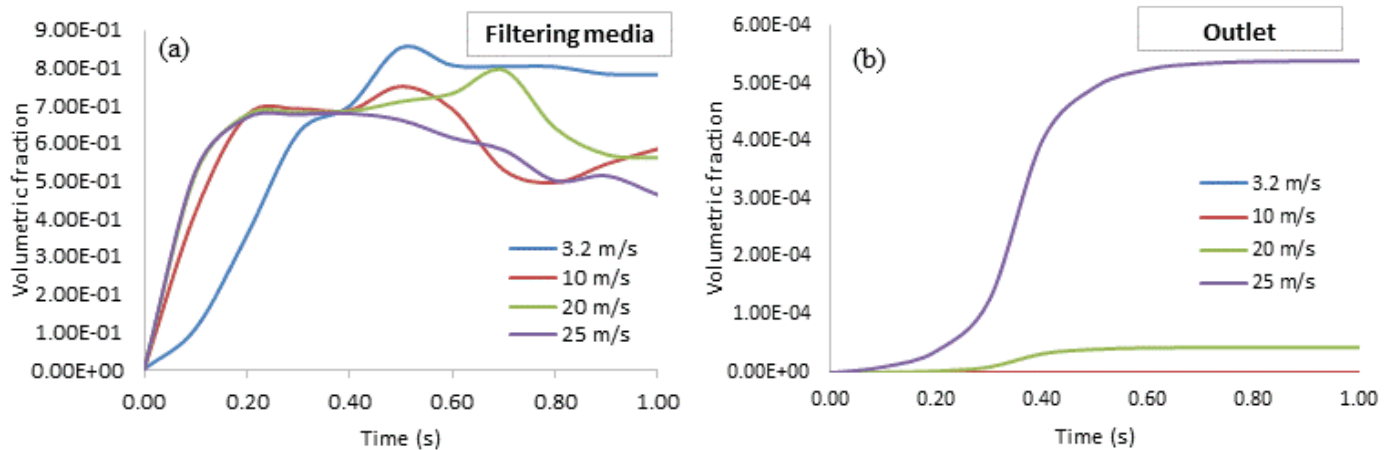 (a)
Filtering media
Volumetric fraction
9.00E-01
8.00E-01
7.00E-01
6.00E-01
5.00E-01
4.00E-01
3.00E-01
2.00E-01
1.00E-01
0.00E+00
3.2 m/s
10 m/s
20 m/s
25 m/s
0.00 0.20 0.40 0.60 0.80 1.00
Time (s)
(b)
Outlet
Volumetric fraction
6.00E-04
5.00E-04
4.00E-04
3.00E-04
2.00E-04
1.00E-04
0.00E+00
3.2 m/s
10 m/s
20 m/s
25 m/s
0.00 0.20 0.40 0.60 0.80 1.00
Time (s)